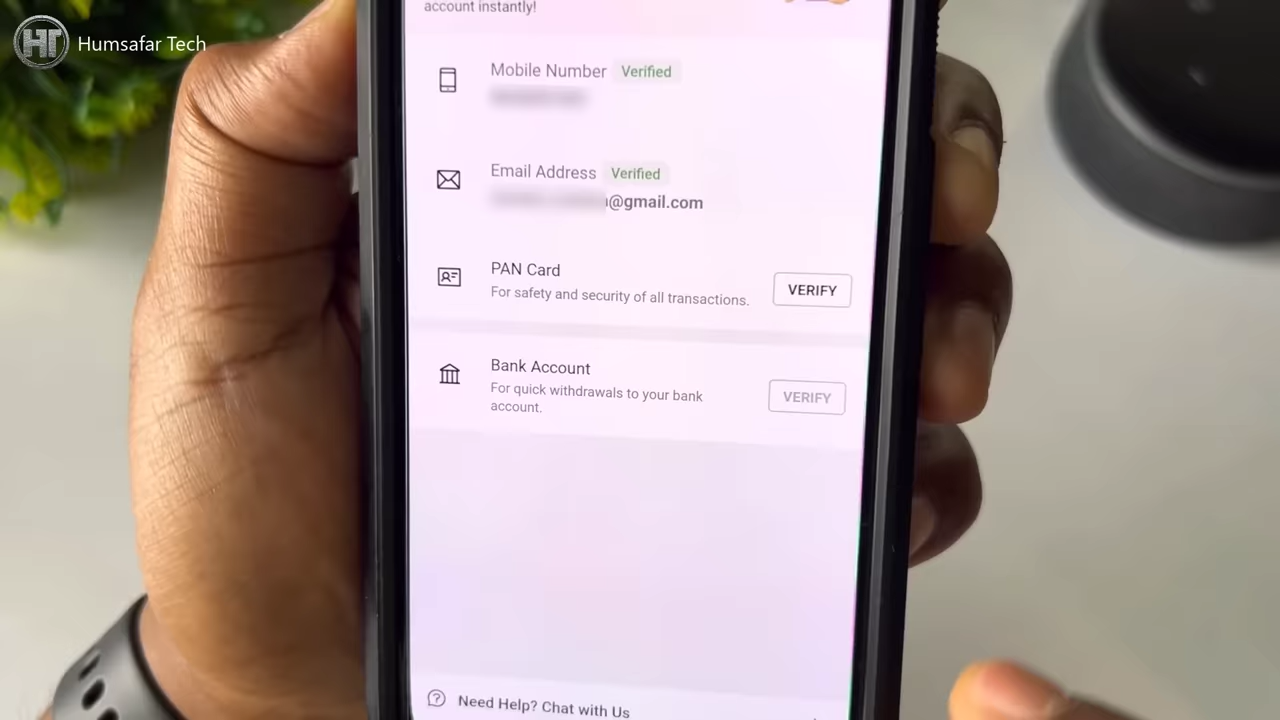 HT Humsafar Tech
account instantly!
Mobile Number Verified
Email Address Verified
@gmail.com
PAN Card
For safety and security of all transactions.
VERIFY
Bank Account
For quick withdrawals to your bank
account.
VERIFY
Need Help? Chat with Us